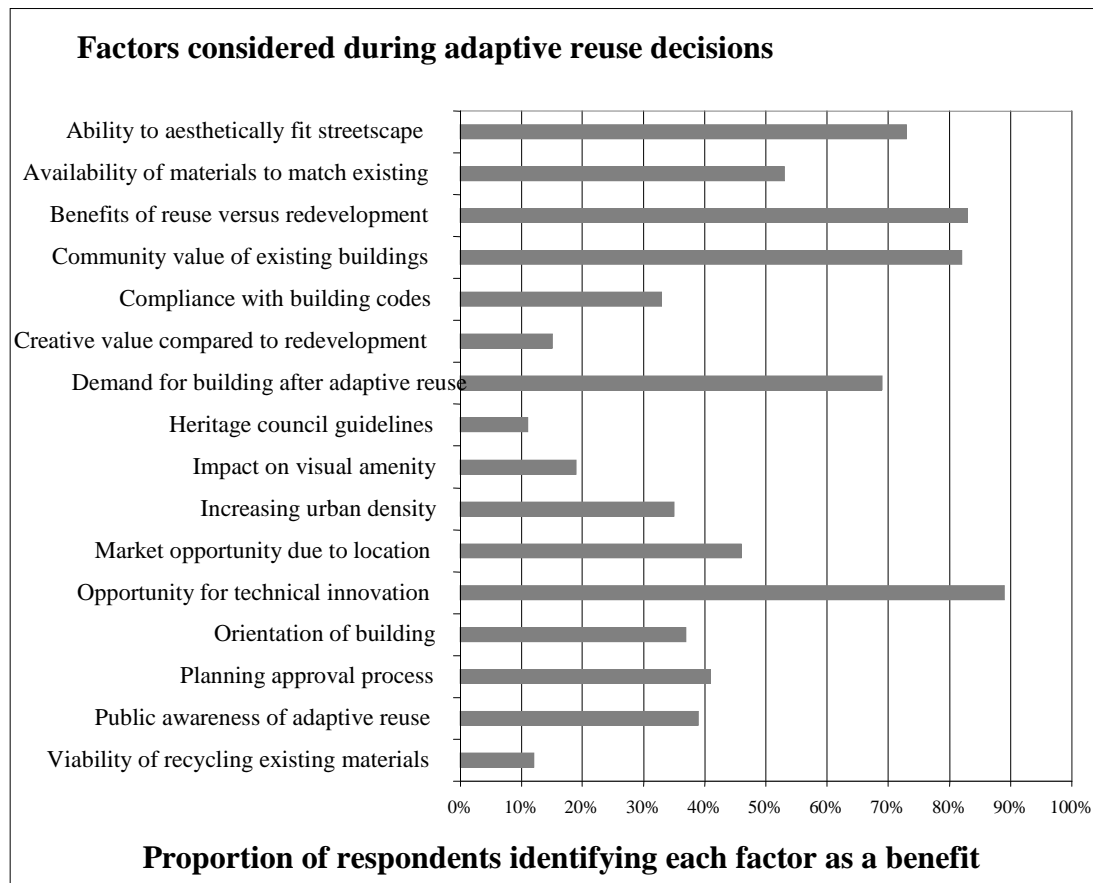 Factors considered during adaptive reuse decisions
Ability to aesthetically fit streetscape
Availability of materials to match existing
Benefits of reuse versus redevelopment
Community value of existing buildings
Compliance with building codes
Creative value compared to redevelopment
Demand for building after adaptive reuse
Heritage council guidelines
Impact on visual amenity
Increasing urban density
Market opportunity due to location
Opportunity for technical innovation
Orientation of building
Planning approval process
Public awareness of adaptive reuse
Viability of recycling existing materials
0% 10% 20% 30% 40% 50% 60% 70% 80% 90% 100%
Proportion of respondents identifying each factor as a benefit